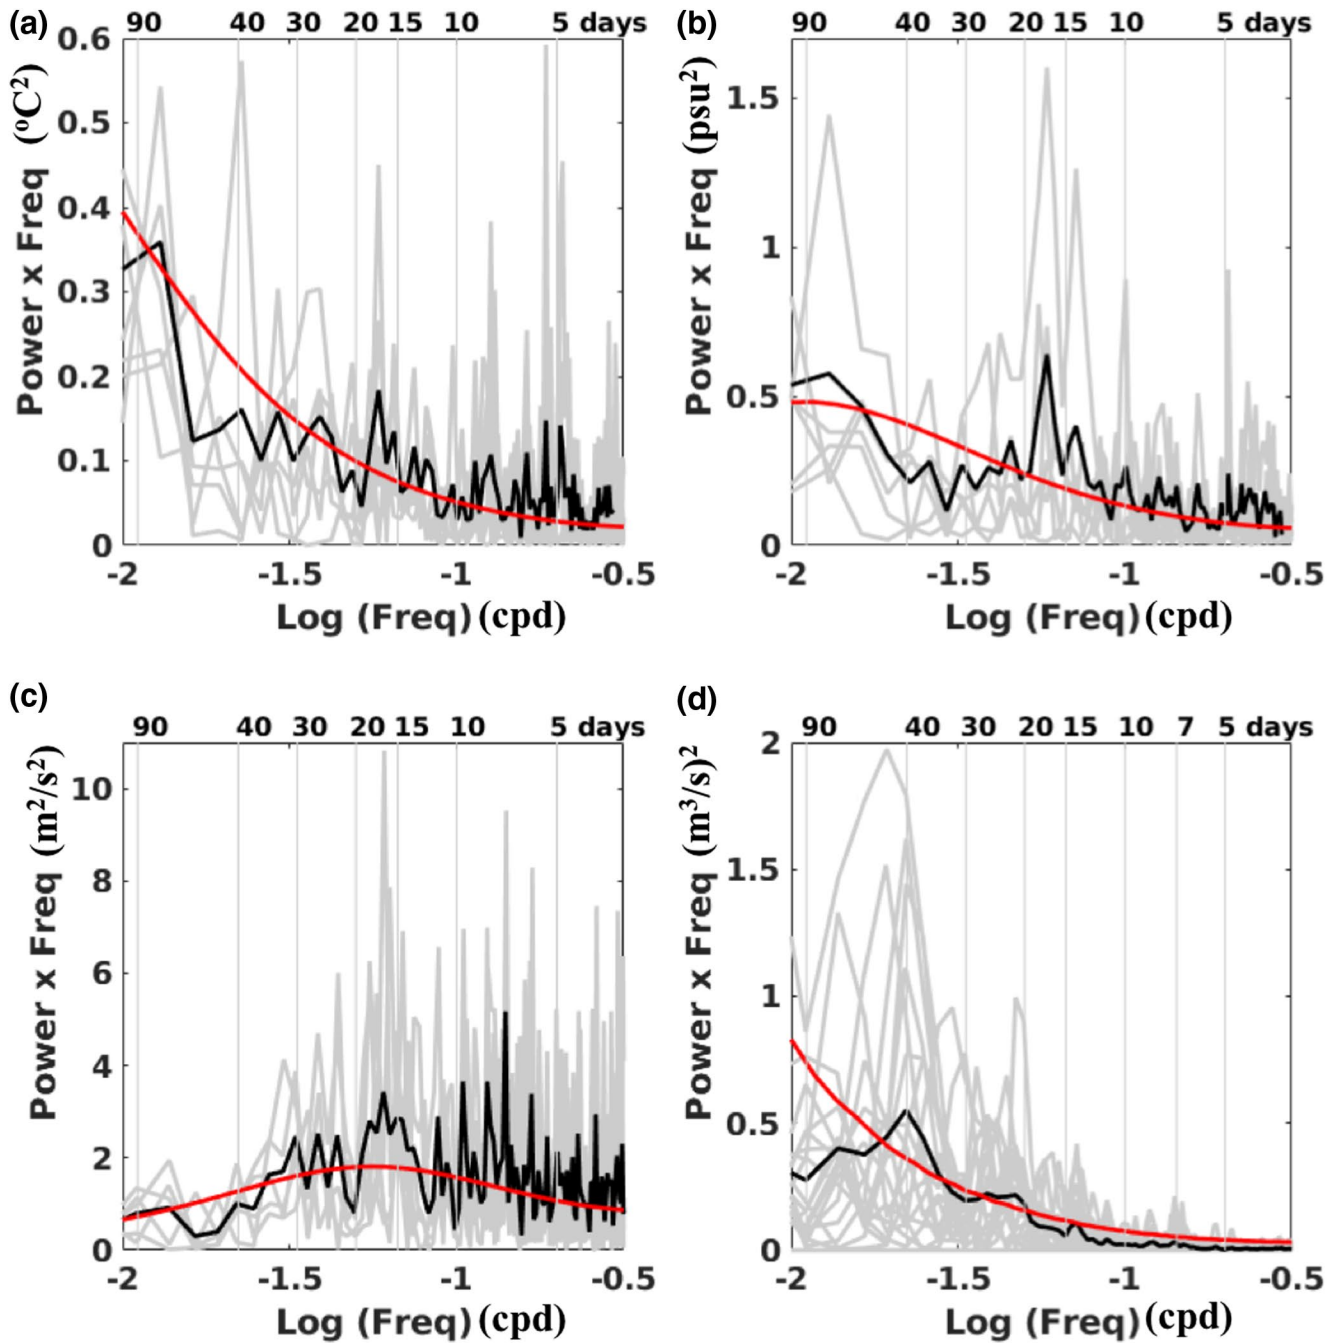 (a) 90 40 30 20 15 10 5 days
Power x Freq (ºC²)
0.6
0.5
0.4
0.3
0.2
0.1
0
-2 -1.5 -1 -0.5
Log (Freq) (cpd)
(b) 90 40 30 20 15 10 5 days
Power x Freq (psu²)
1.5
1
0.5
0
-2 -1.5 -1 -0.5
Log (Freq) (cpd)
(c) 90 40 30 20 15 10 5 days
Power x Freq (m²/s²)
10
8
6
4
2
0
-2 -1.5 -1 -0.5
Log (Freq) (cpd)
(d) 90 40 30 20 15 10 7 5 days
Power x Freq (m³/s)²
2
1.5
1
0.5
0
-2 -1.5 -1 -0.5
Log (Freq) (cpd)